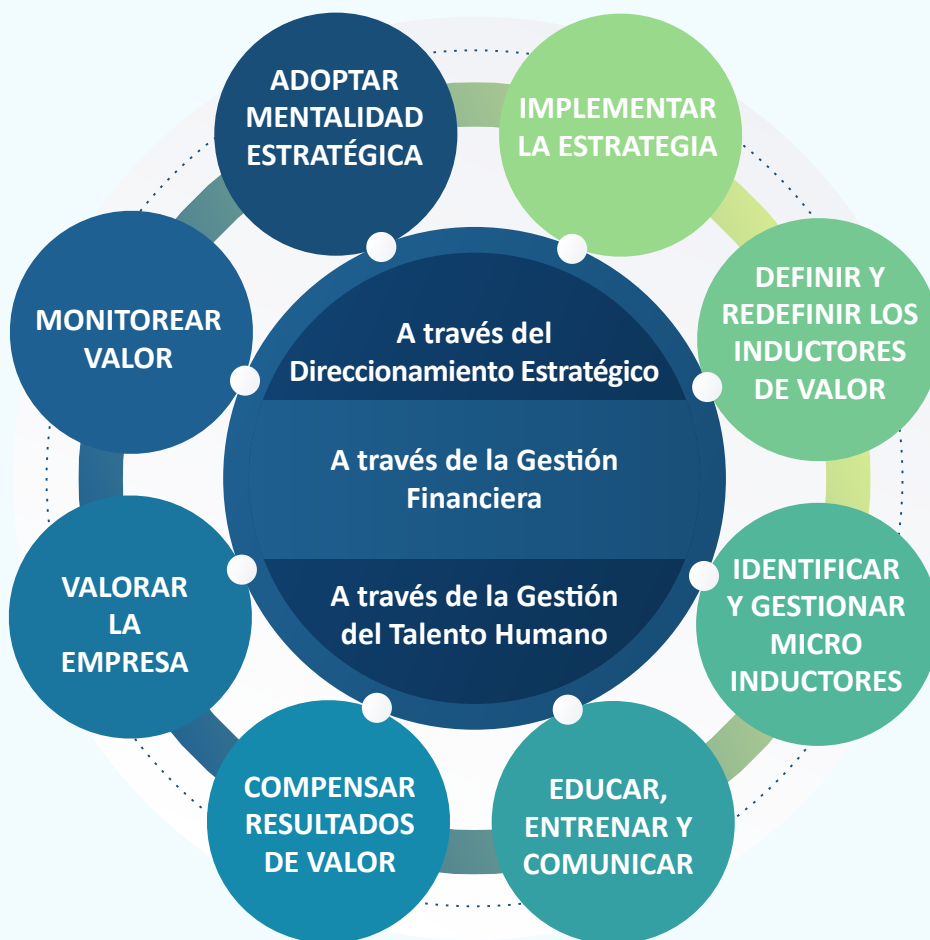 ADOPTAR
MENTALIDAD
ESTRATÉGICA
IMPLEMENTAR
LA ESTRATEGIA
DEFINIR Y
REDEFINIR LOS
INDUCTORES
DE VALOR
IDENTIFICAR
Y GESTIONAR
MICRO
INDUCTORES
EDUCAR,
ENTRENAR Y
COMUNICAR
COMPENSAR
RESULTADOS
DE VALOR
VALORAR
LA
EMPRESA
MONITOREAR
VALOR
A través del
Direccionamiento Estratégico
A través de la Gestión
Financiera
A través de la Gestión
del Talento Humano